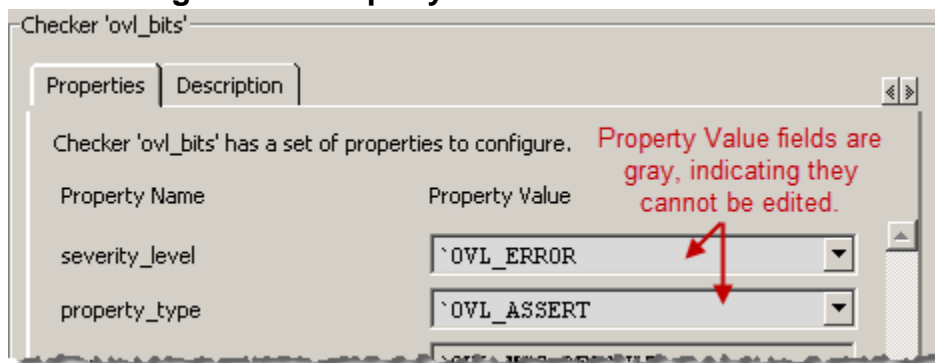 Checker 'ovl_bits'
Properties Description
Checker 'ovl_bits' has a set of properties to configure.
Property Value fields are
gray, indicating they
cannot be edited.
Property Name Property Value
severity_level `OVL_ERROR
property_type `OVL_ASSERT